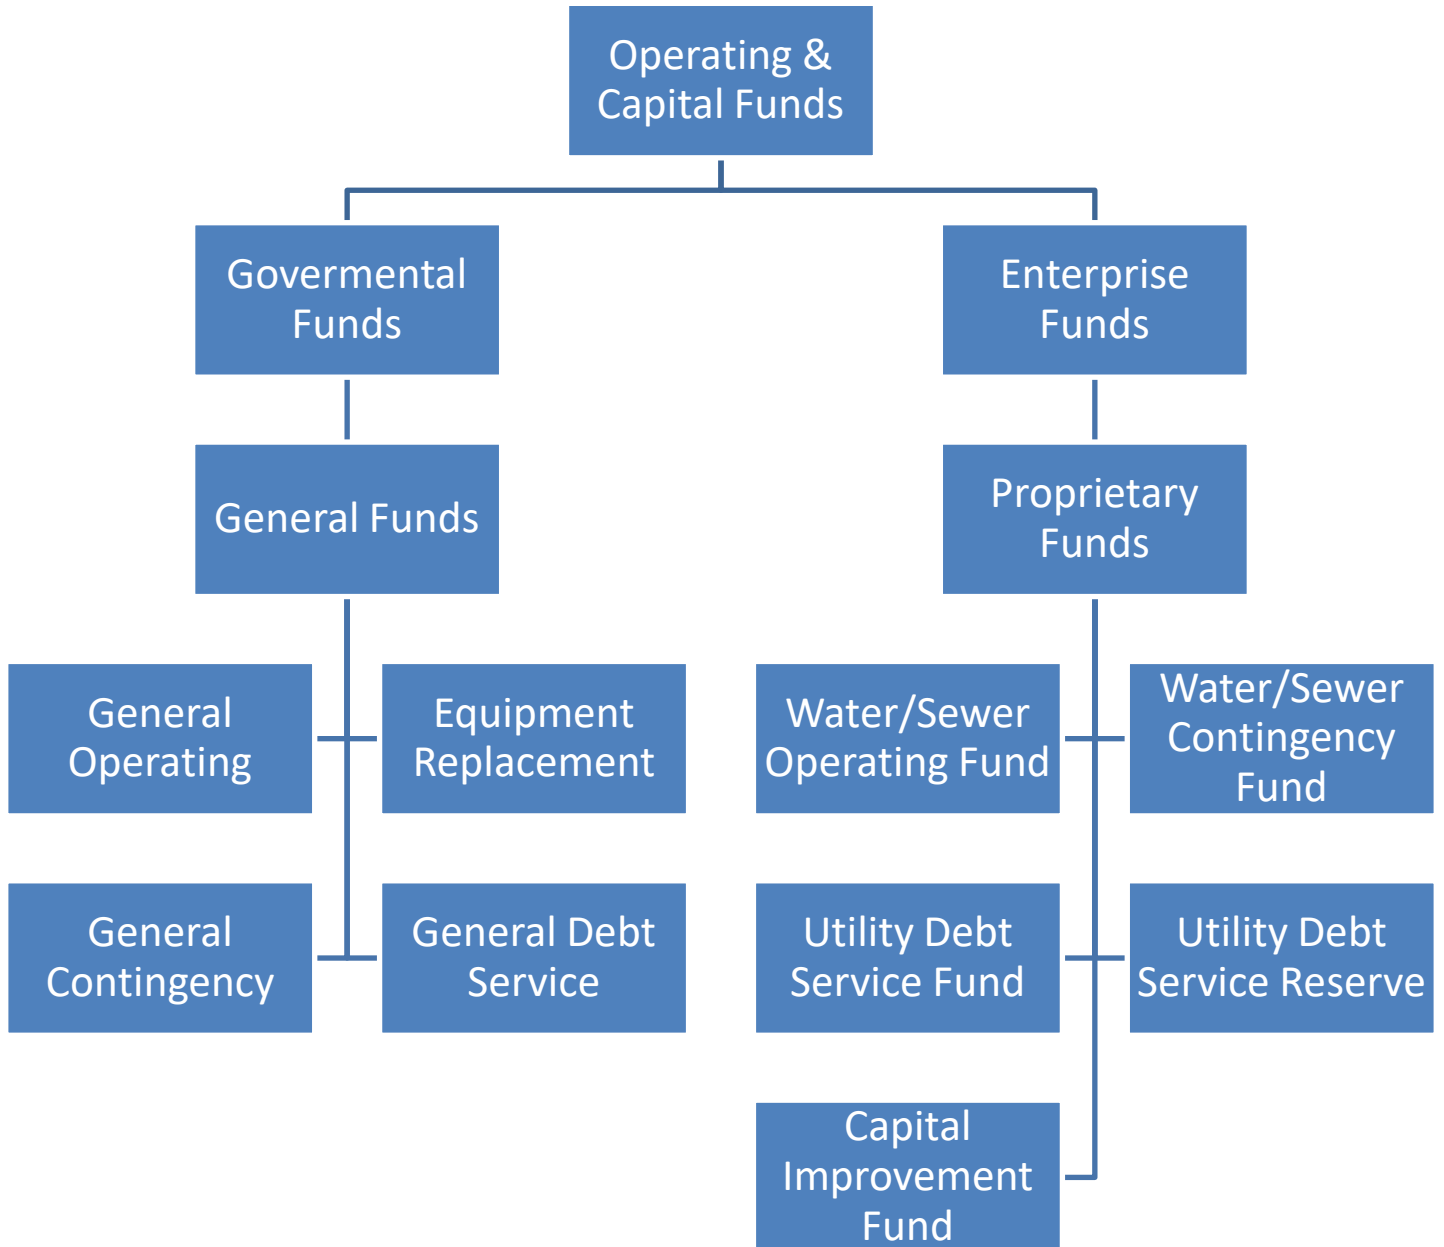 Operating &
Capital Funds
Govermental
Funds
Enterprise
Funds
General Funds
Proprietary
Funds
General
Operating
Equipment
Replacement
Water/Sewer
Operating Fund
Water/Sewer
Contingency
Fund
General
Contingency
General Debt
Service
Utility Debt
Service Fund
Utility Debt
Service Reserve
Capital
Improvement
Fund